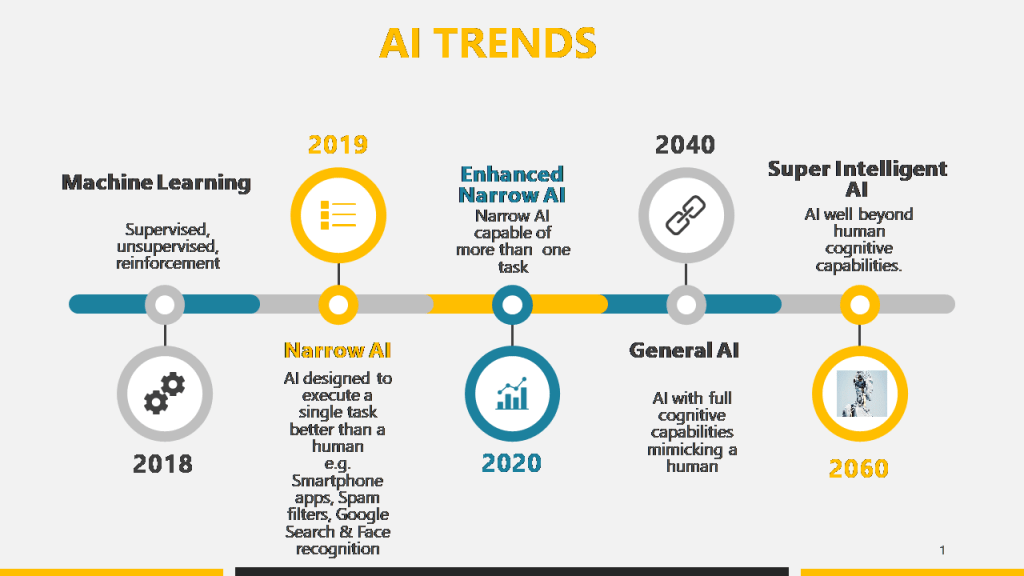 AI TRENDS
Machine Learning
Supervised,
unsupervised,
reinforcement
2018
2019
Narrow AI
AI designed to
execute a
single task
better than a
human
e.g.
Smartphone
apps, Spam
filters, Google
Search & Face
recognition
Enhanced
Narrow AI
Narrow AI
capable of
more than one
task
2020
2040
General AI
AI with full
cognitive
capabilities
mimicking a
human
Super Intelligent
AI
AI well beyond
human
cognitive
capabilities.
2060
1